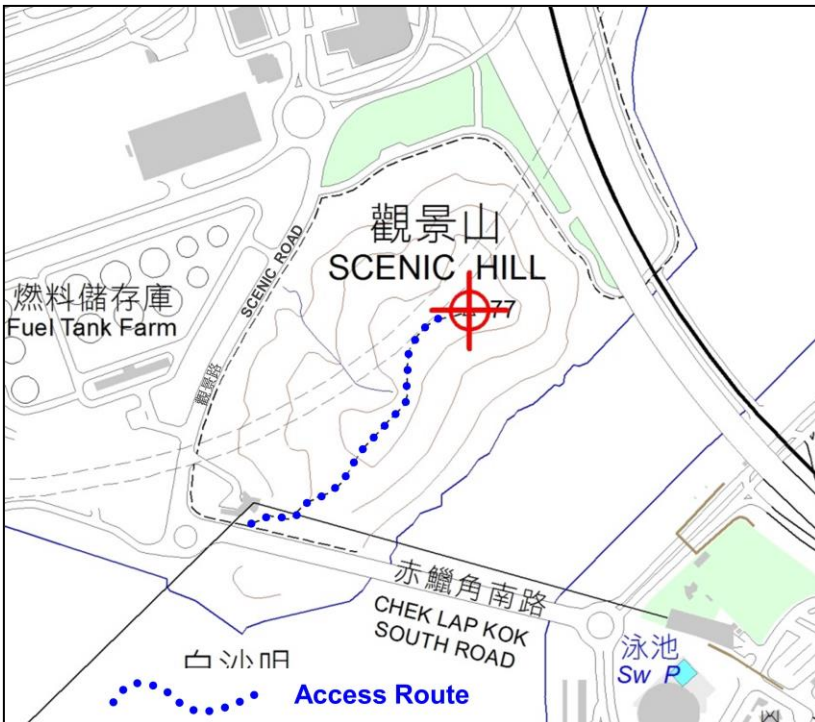 觀景山
SCENIC HILL
77
SCENIC ROAD
觀景路
燃料儲存庫
Fuel Tank Farm
赤鱲角南路
CHEK LAP KOK
SOUTH ROAD
泳池
Sw P
Access Route